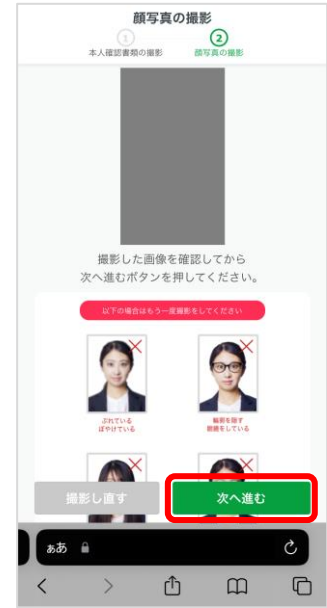 顔写真の撮影
1
2
本人確認書類の撮影
顔写真の撮影
撮影した画像を確認してから
次へ進むボタンを押してください。
以下の場合はもう一度撮影をしてください
ぶれている
ぼやけている
輪郭を隠す
眼鏡をしている
撮影し直す
次へ進む
ぁあ